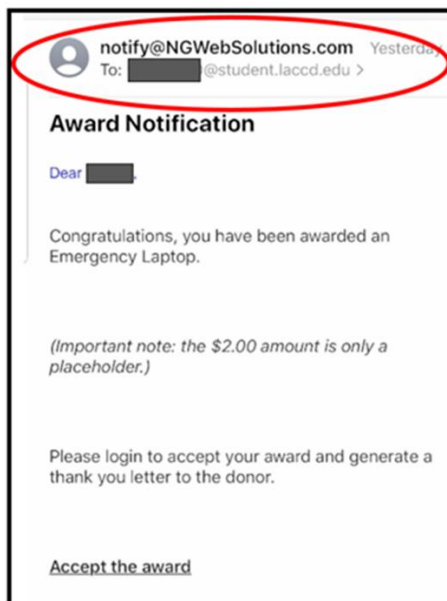 notify@NGWebSolutions.com Yesterday
To: @student.laccd.edu >
Award Notification
Dear ,
Congratulations, you have been awarded an
Emergency Laptop.
(Important note: the $2.00 amount is only a
placeholder.)
Please login to accept your award and generate a
thank you letter to the donor.
Accept the award